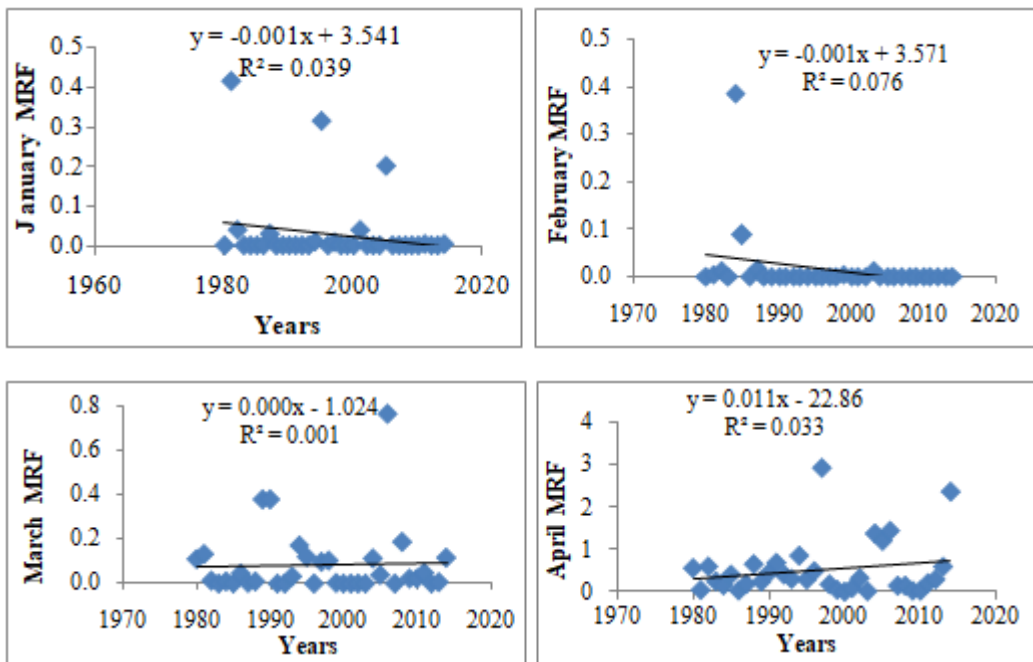 y = -0.001x + 3.541
R² = 0.039
0.5
0.4
0.3
0.2
0.1
0.0
January MRF
1960
1980
2000
2020
Years
y = -0.001x + 3.571
R² = 0.076
0.5
0.4
0.3
0.2
0.1
0.0
February MRF
1970
1980
1990
2000
2010
2020
y = 0.000x - 1.024
R² = 0.001
0.8
0.6
0.4
0.2
0.0
March MRF
1970
1980
1990
2000
2010
2020
Years
y = 0.011x - 22.86
R² = 0.033
4
3
2
1
0
April MRF
1970
1980
1990
2000
2010
2020
Years